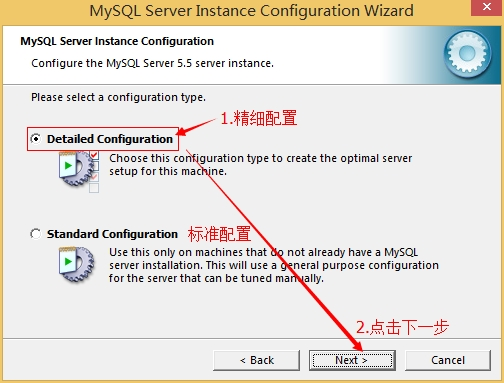 MySQL Server Instance Configuration Wizard
MySQL Server Instance Configuration
Configure the MySQL Server 5.5 server instance.
Please select a configuration type.
1.精细配置
Detailed Configuration
Choose this configuration type to create the optimal server
setup for this machine.
Standard Configuration 标准配置
Use this only on machines that do not already have a MySQL
server installation. This will use a general purpose configuration
for the server that can be tuned manually.
2.点击下一步
< Back
Next >
Cancel